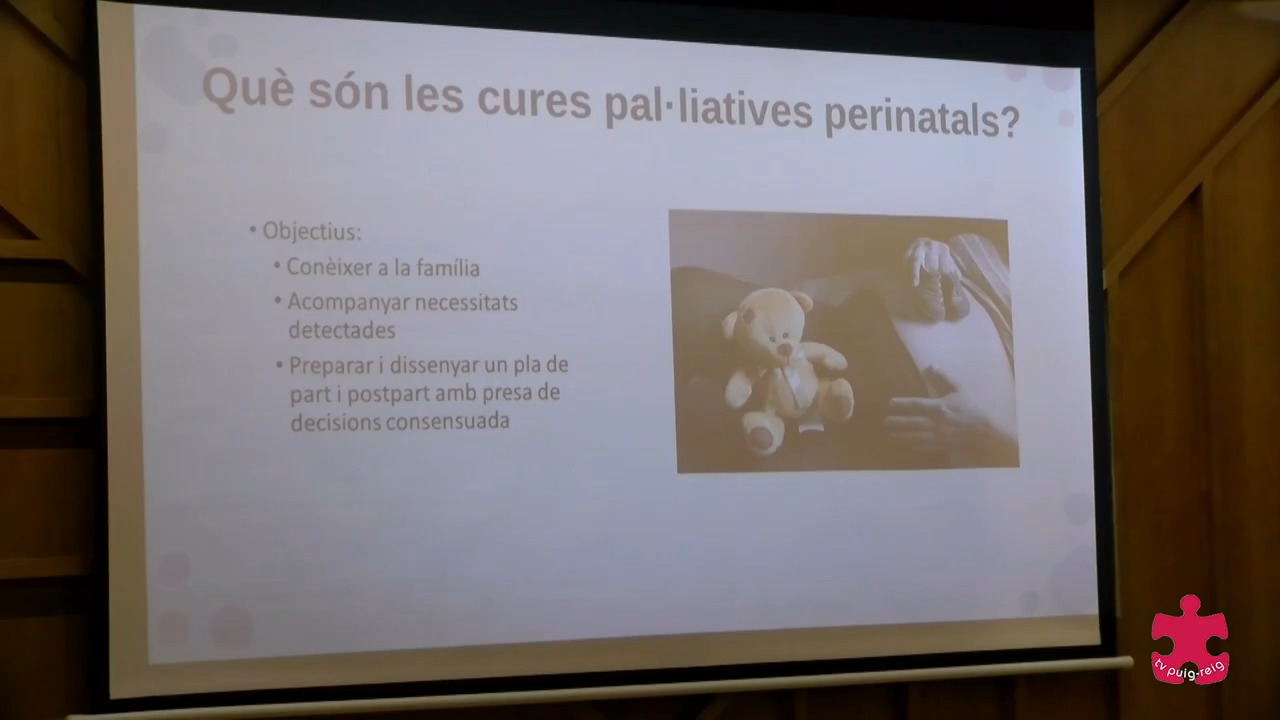 Què són les cures pal·liatives perinatals?
• Objectius:
• Conèixer a la família
• Acompanyar necessitats
detectades
• Preparar i dissenyar un pla de
part i postpart amb presa de
decisions consensuada
tv puig-reig